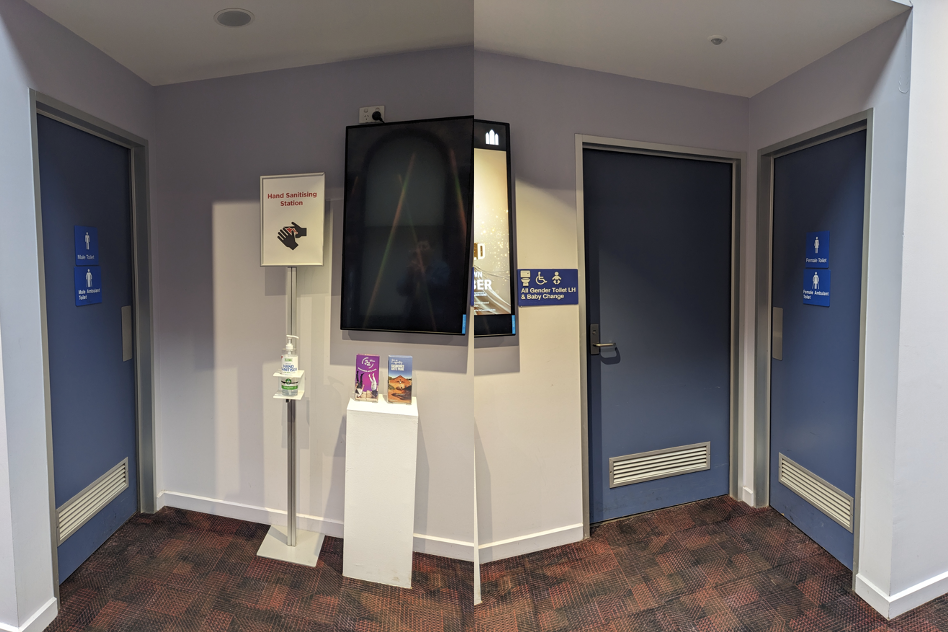 Male Toilet
Male Ambulant
Toilet
Hand Sanitising
Station
All Gender Toilet LH
& Baby Change
Female Toilet
Female Ambulant
Toilet